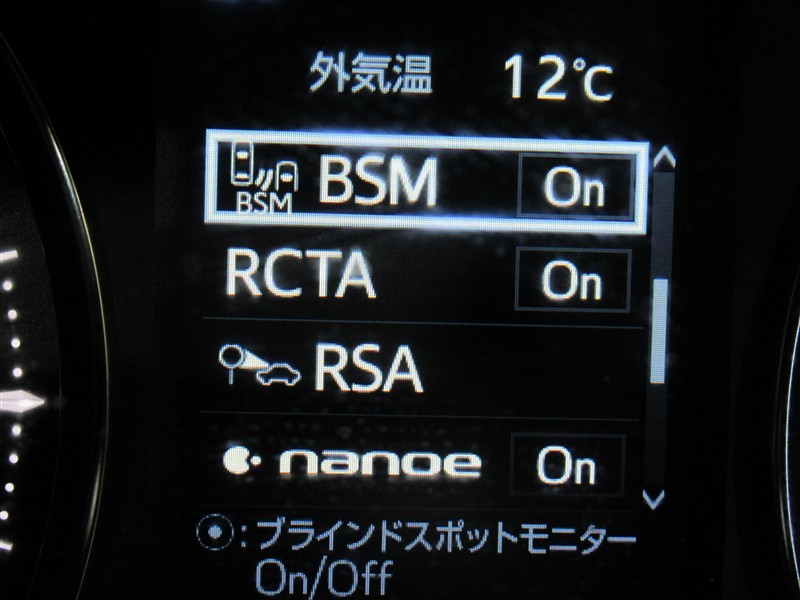 外気温 12℃
BSM BSM On
RCTA On
RSA
nanoe On
：ブラインドスポットモニター
On/Off